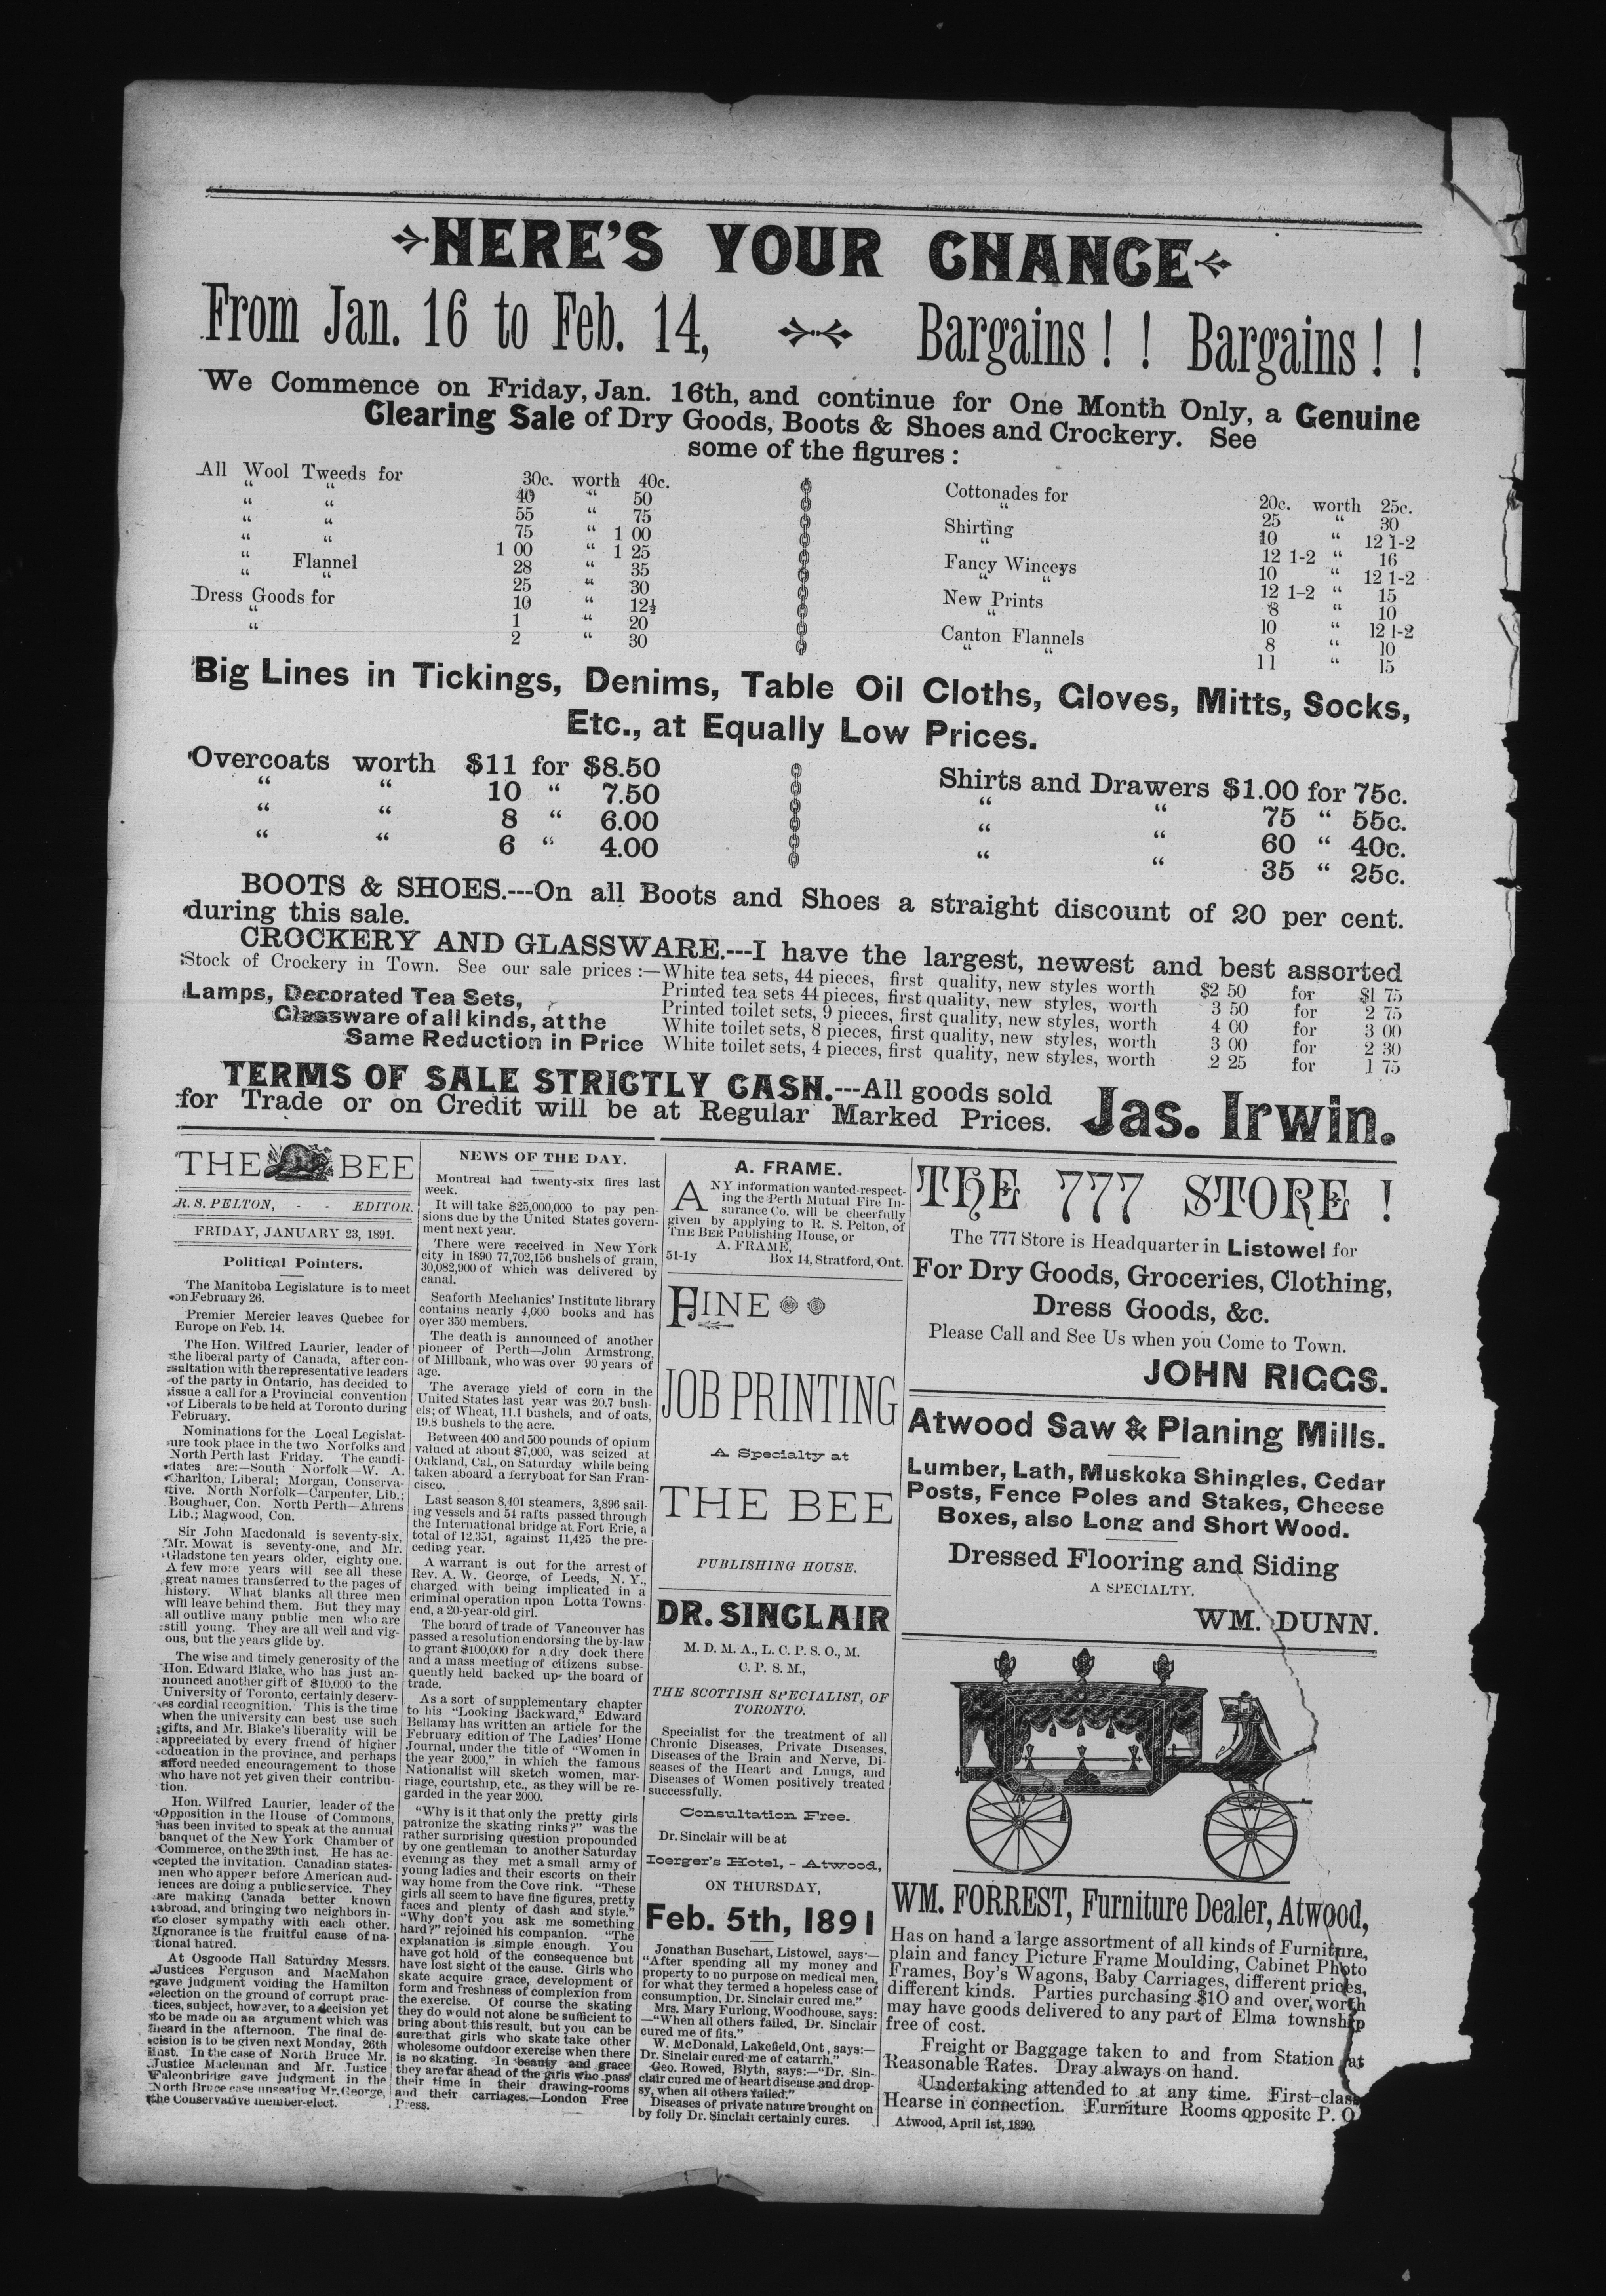 HERE'S YOUR CHANCE
From Jan. 16 to Feb. 14, Bargains ! ! Bargains ! !
We Commence on Friday, Jan. 16th, and continue for One Month Only, a Genuine
Clearing Sale of Dry Goods, Boots & Shoes and Crockery. See
some of the figures :
All Wool Tweeds for 30c. worth 40c.
“ “ 40 “ 50
“ “ 55 “ 75
“ “ 75 “ 1 00
“ “ 1 00 “ 1 25
“ Flannel 28 “ 35
“ “ 25 “ 30
Dress Goods for 10 “ 12½
“ 1 “ 20
“ 2 “ 30
Cottonades for 20c. worth 25c.
“ 25 “ 30
Shirting 10 “ 12 1-2
“ 12 1-2 “ 16
Fancy Winceys 10 “ 12 1-2
“ “ 12 1-2 “ 15
New Prints 8 “ 10
“ 10 “ 12 1-2
Canton Flannels 8 “ 10
“ “ 11 “ 15
Big Lines in Tickings, Denims, Table Oil Cloths, Gloves, Mitts, Socks,
Etc., at Equally Low Prices.
Overcoats worth $11 for $8.50
“ “ 10 “ 7.50
“ “ 8 “ 6.00
“ “ 6 “ 4.00
Shirts and Drawers $1.00 for 75c.
“ “ 75 “ 55c.
“ “ 60 “ 40c.
“ “ 35 “ 25c.
BOOTS & SHOES.---On all Boots and Shoes a straight discount of 20 per cent.
during this sale.
CROCKERY AND GLASSWARE.---I have the largest, newest and best assorted
Stock of Crockery in Town. See our sale prices :—White tea sets, 44 pieces, first quality, new styles worth $2 50 for $1 75
Printed tea sets 44 pieces, first quality, new styles, worth 3 50 for 2 75
Printed toilet sets, 9 pieces, first quality, new styles, worth 4 00 for 3 00
White toilet sets, 8 pieces, first quality, new styles, worth 3 00 for 2 30
White toilet sets, 4 pieces, first quality, new styles, worth 2 25 for 1 75
Lamps, Decorated Tea Sets,
Glassware of all kinds, at the
Same Reduction in Price
TERMS OF SALE STRICTLY CASH.---All goods sold
for Trade or on Credit will be at Regular Marked Prices.
Jas. Irwin.
THE BEE
R. S. PELTON, - - EDITOR.
FRIDAY, JANUARY 23, 1891.
Political Pointers.
The Manitoba Legislature is to meet
on February 26.
Premier Mercier leaves Quebec for
Europe on Feb. 14.
The Hon. Wilfred Laurier, leader of
the liberal party of Canada, after con-
sultation with the representative leaders
of the party in Ontario, has decided to
issue a call for a Provincial convention
of Liberals to be held at Toronto during
February.
Nominations for the Local Legislat-
ure took place in the two Norfolks and
North Perth last Friday. The candi-
dates are:—South Norfolk—W. A.
Charlton, Liberal; Morgan, Conserva-
tive. North Norfolk—Carpenter, Lib.;
Boughner, Con. North Perth—Ahrens
Lib.; Magwood, Con.
Sir John Macdonald is seventy-six,
Mr. Mowat is seventy-one, and Mr.
Gladstone ten years older, eighty one.
A few more years will see all these
great names transferred to the pages of
history. What blanks all three men
will leave behind them. But they may
all outlive many public men who are
still young. They are all well and vig-
ous, but the years glide by.
The wise and timely generosity of the
Hon. Edward Blake, who has just an-
nounced another gift of $10,000 to the
University of Toronto, certainly deserv-
es cordial recognition. This is the time
when the university can best use such
gifts, and Mr. Blake's liberality will be
appreciated by every friend of higher
education in the province, and perhaps
afford needed encouragement to those
who have not yet given their contribu-
tion.
Hon. Wilfred Laurier, leader of the
Opposition in the House of Commons,
has been invited to speak at the annual
banquet of the New York Chamber of
Commerce, on the 29th inst. He has ac-
cepted the invitation. Canadian states-
men who appear before American aud-
iences are doing a public service. They
are making Canada better known
abroad, and bringing two neighbors in-
to closer sympathy with each other.
Ignorance is the fruitful cause of na-
tional hatred.
At Osgoode Hall Saturday Messrs.
Justices Ferguson and MacMahon
gave judgment voiding the Hamilton
election on the ground of corrupt prac-
tices, subject, however, to a decision yet
to be made on an argument which was
heard in the afternoon. The final de-
cision is to be given next Monday, 26th
inst. In the case of North Bruce Mr.
Justice Maclennan and Mr. Justice
Falconbridge gave judgment in the
North Bruce case unseating Mr. George,
the Conservative member-elect.
NEWS OF THE DAY.
Montreal had twenty-six fires last
week.
It will take $25,000,000 to pay pen-
sions due by the United States govern-
ment next year.
There were received in New York
city in 1890 77,702,156 bushels of grain,
30,082,900 of which was delivered by
canal.
Seaforth Mechanics' Institute library
contains nearly 4,000 books and has
over 350 members.
The death is announced of another
pioneer of Perth—John Armstrong,
of Millbank, who was over 90 years of
age.
The average yield of corn in the
United States last year was 20.7 bush-
els; of Wheat, 11.1 bushels, and of oats,
19.8 bushels to the acre.
Between 400 and 500 pounds of opium
valued at about $7,000, was seized at
Oakland, Cal., on Saturday while being
taken aboard a ferryboat for San Fran-
cisco.
Last season 8,401 steamers, 3,896 sail-
ing vessels and 54 rafts passed through
the International bridge at Fort Erie, a
total of 12,351, against 11,425 the pre-
ceding year.
A warrant is out for the arrest of
Rev. A. W. George, of Leeds, N. Y.,
charged with being implicated in a
criminal operation upon Lotta Towns-
end, a 20-year-old girl.
The board of trade of Vancouver has
passed a resolution endorsing the by-law
to grant $100,000 for a dry dock there
and a mass meeting of citizens subse-
quently held backed up the board of
trade.
As a sort of supplementary chapter
to his “Looking Backward,” Edward
Bellamy has written an article for the
February edition of The Ladies' Home
Journal, under the title of “Women in
the year 2000,” in which the famous
Nationalist will sketch women, mar-
riage, courtship, etc., as they will be re-
garded in the year 2000.
“Why is it that only the pretty girls
patronize the skating rinks?” was the
rather surprising question propounded
by one gentleman to another Saturday
evening as they met a small army of
young ladies and their escorts on their
way home from the Cove rink. “These
girls all seem to have fine figures, pretty
faces and plenty of dash and style.”
“Why don't you ask me something
hard?” rejoined his companion. “The
explanation is simple enough. You
have got hold of the consequence but
have lost sight of the cause. Girls who
skate acquire grace, development of
form and freshness of complexion from
the exercise. Of course the skating
they do would not alone be sufficient to
bring about this result, but you can be
sure that girls who skate take other
wholesome outdoor exercise when there
is no skating. In beauty and grace
they are far ahead of the girls who pass
their time in their drawing-rooms
and their carriages.—London Free
Press.
A. FRAME.
ANY information wanted respect-
ing the Perth Mutual Fire In-
surance Co. will be cheerfully
given by applying to R. S. Pelton, of
THE BEE Publishing House, or
A. FRAME,
51-1y Box 14, Stratford, Ont.
FINE
JOB PRINTING
A Specialty at
THE BEE
PUBLISHING HOUSE.
DR. SINCLAIR
M. D. M. A., L. C. P. S. O., M.
C. P. S. M.,
THE SCOTTISH SPECIALIST, OF
TORONTO.
Specialist for the treatment of all
Chronic Diseases, Private Diseases,
Diseases of the Brain and Nerve, Di-
seases of the Heart and Lungs, and
Diseases of Women positively treated
successfully.
Consultation Free.
Dr. Sinclair will be at
Ioerger's Hotel, - Atwood,
ON THURSDAY,
Feb. 5th, 1891
Jonathan Buschart, Listowel, says—
“After spending all my money and
property to no purpose on medical men,
for what they termed a hopeless case of
consumption, Dr. Sinclair cured me.”
Mrs. Mary Furlong, Woodhouse, says:
—“When all others failed, Dr. Sinclair
cured me of fits.”
W. McDonald, Lakefield, Ont, says:—
Dr. Sinclair cured me of catarrh.”
Geo. Rowed, Blyth, says:—“Dr. Sin-
clair cured me of heart disease and drop-
sy, when all others failed.”
Diseases of private nature brought on
by folly Dr. Sinclair certainly cures.
THE 777 STORE !
The 777 Store is Headquarter in Listowel for
For Dry Goods, Groceries, Clothing,
Dress Goods, &c.
Please Call and See Us when you Come to Town.
JOHN RIGGS.
Atwood Saw & Planing Mills.
Lumber, Lath, Muskoka Shingles, Cedar
Posts, Fence Poles and Stakes, Cheese
Boxes, also Long and Short Wood.
Dressed Flooring and Siding
A SPECIALTY.
WM. DUNN.
WM. FORREST, Furniture Dealer, Atwood,
Has on hand a large assortment of all kinds of Furniture,
plain and fancy Picture Frame Moulding, Cabinet Photo
Frames, Boy's Wagons, Baby Carriages, different prices,
different kinds. Parties purchasing $10 and over, worth
may have goods delivered to any part of Elma township
free of cost.
Freight or Baggage taken to and from Station at
Reasonable Rates. Dray always on hand.
Undertaking attended to at any time. First-class
Hearse in connection. Furniture Rooms opposite P. O
Atwood, April 1st, 1890.